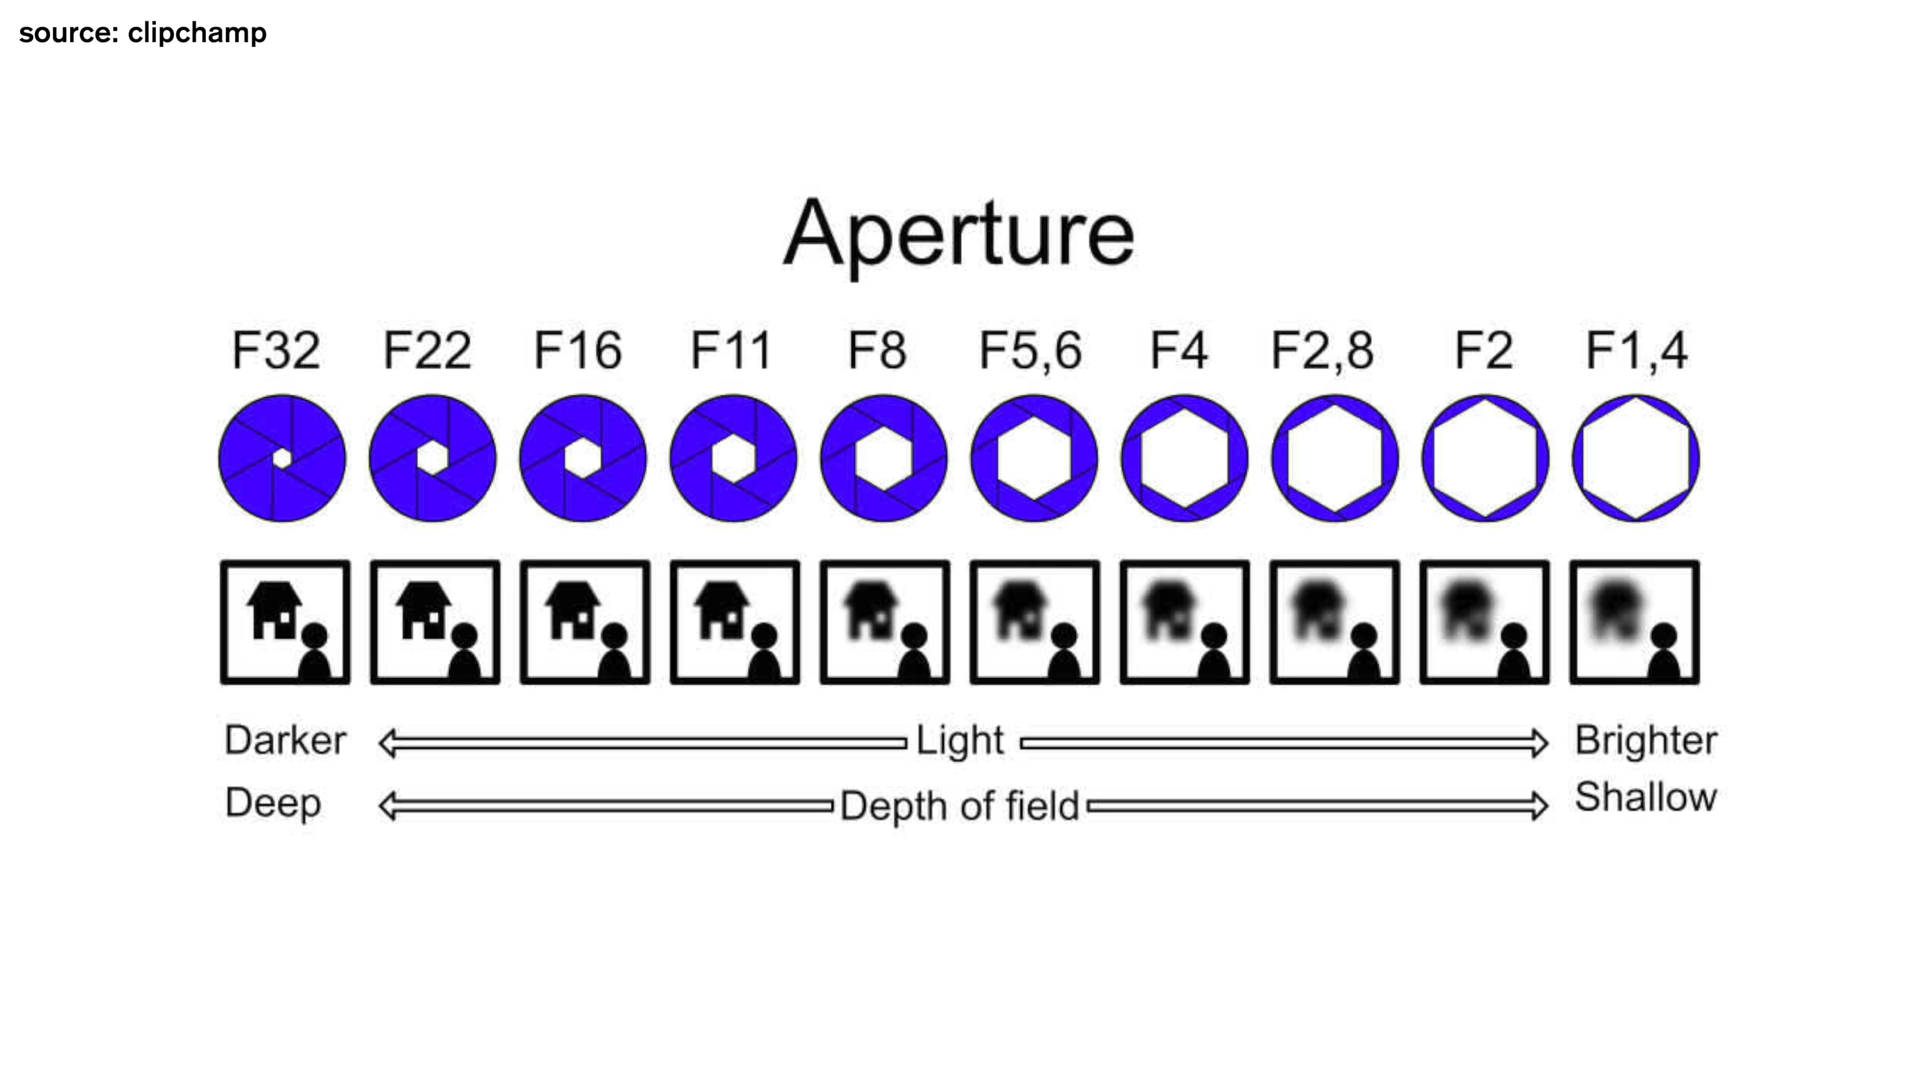 source: clipchamp
Aperture
F32 F22 F16 F11 F8 F5,6 F4 F2,8 F2 F1,4
Darker Light Brighter
Deep Depth of field Shallow